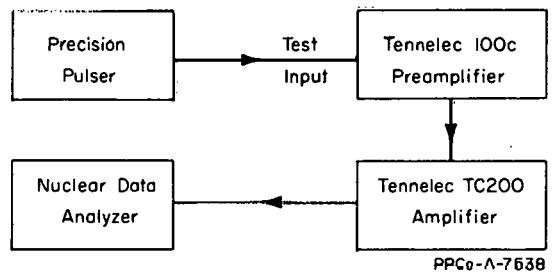 Precision
Pulser
Test
Input
Tennelec 100c
Preamplifier
Nuclear Data
Analyzer
Tennelec TC200
Amplifier
PPCo-A-7638